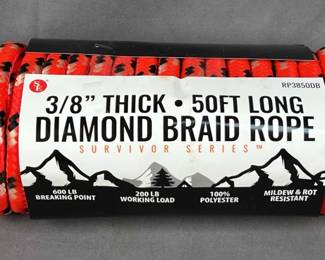 RP3850DB
3/8” THICK • 50FT LONG
DIAMOND BRAID ROPE
SURVIVOR SERIES™
600 LB
BREAKING POINT
200 LB
WORKING LOAD
100%
POLYESTER
MILDEW & ROT
RESISTANT